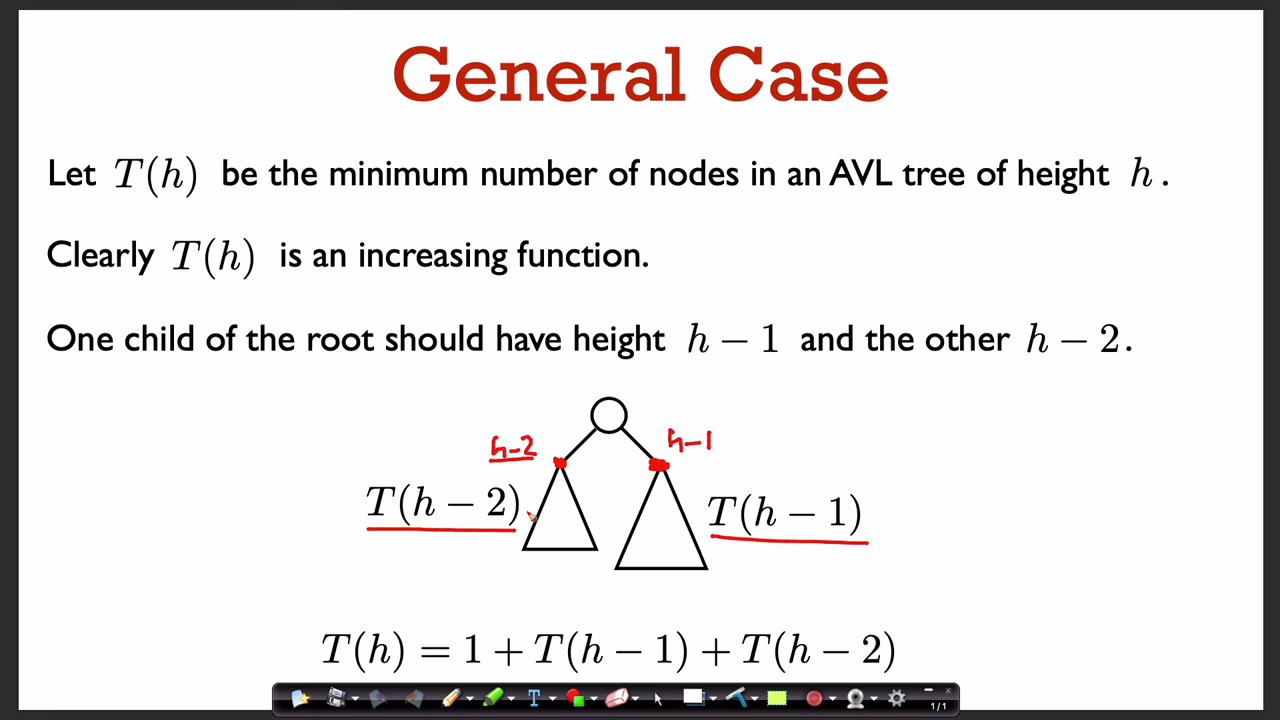 General Case
Let T(h) be the minimum number of nodes in an AVL tree of height h.
Clearly T(h) is an increasing function.
One child of the root should have height h − 1 and the other h − 2.
h-2 h-1
T(h − 2) T(h − 1)
T(h) = 1 + T(h − 1) + T(h − 2)
T
1/1